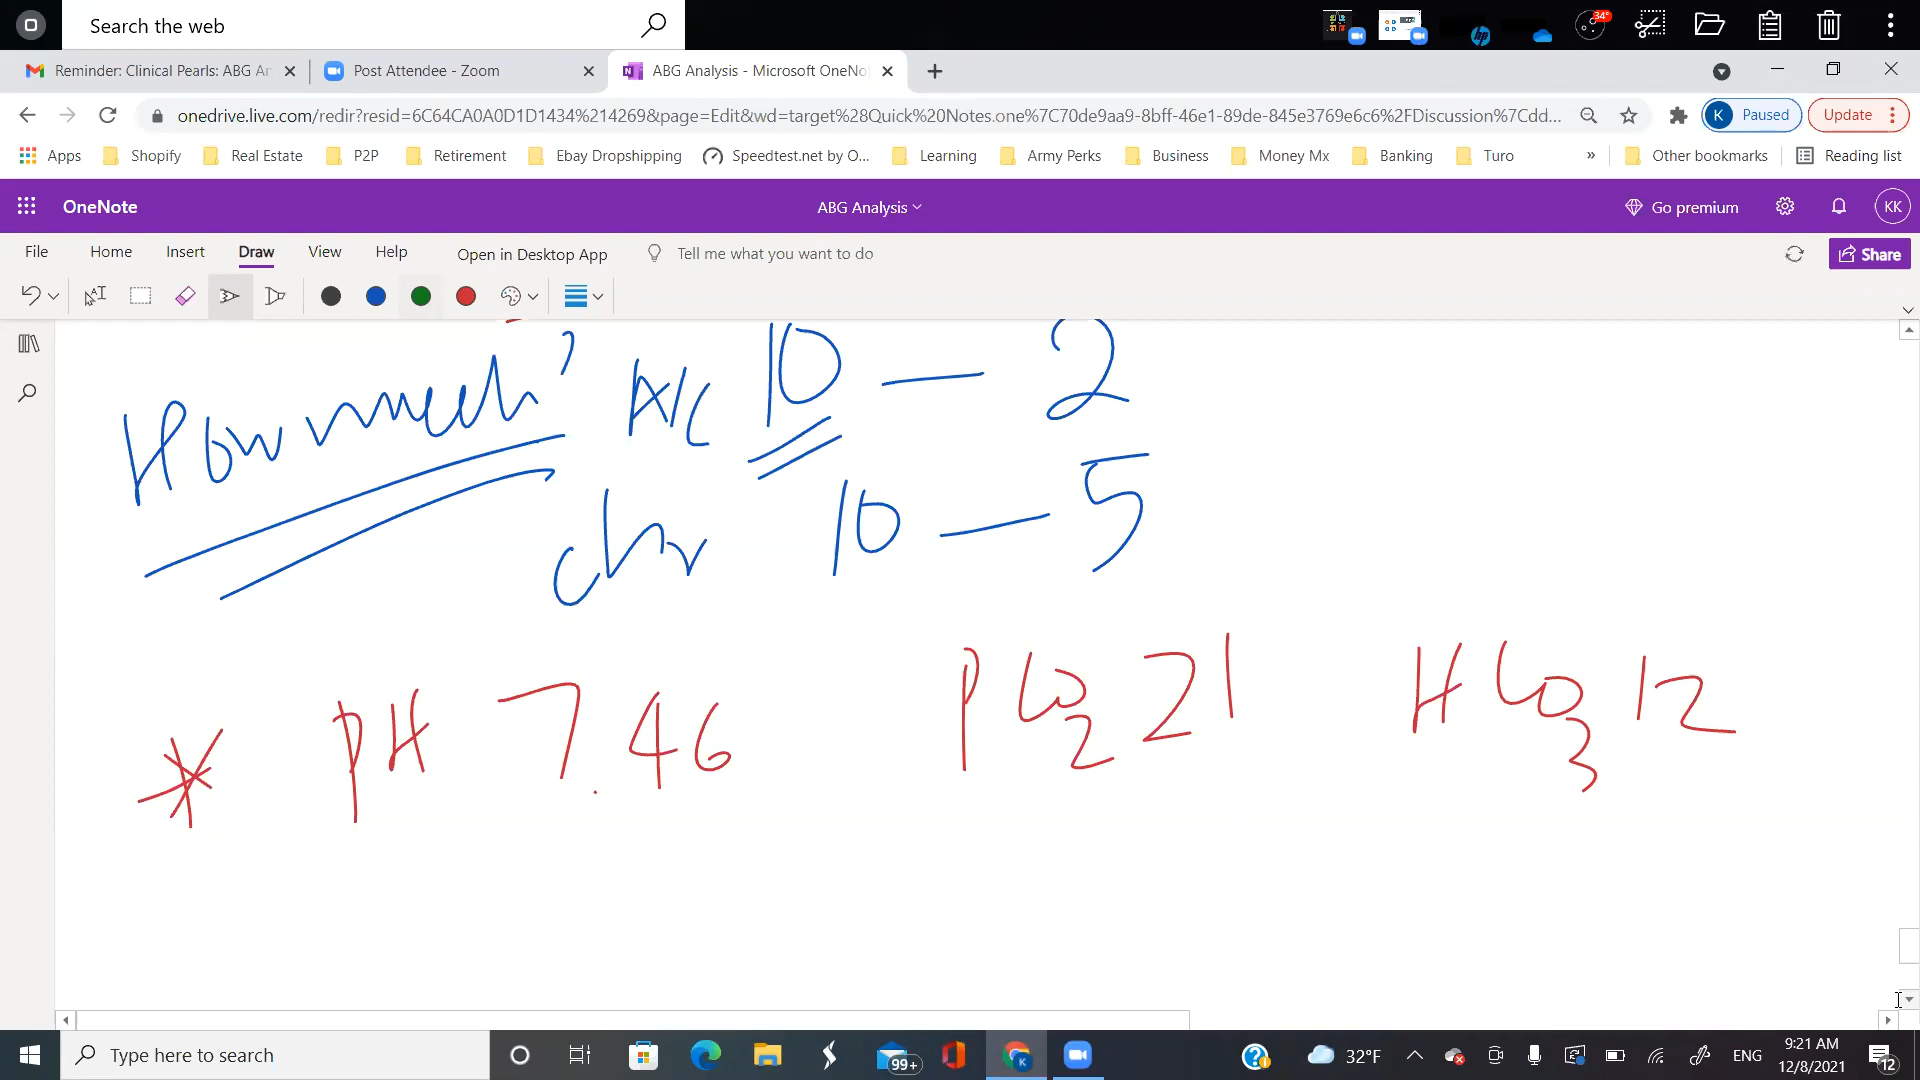 Search the web
34°
Reminder: Clinical Pearls: ABG An
Post Attendee - Zoom
ABG Analysis - Microsoft OneNo
onedrive.live.com/redir?resid=6C64CA0A0D1D1434%214269&page=Edit&wd=target%28Quick%20Notes.one%7C70de9aa9-8bff-46e1-89de-845e3769e6c6%2FDiscussion%7Cdd...
K Paused
Update
Apps Shopify Real Estate P2P Retirement Ebay Dropshipping Speedtest.net by O... Learning Army Perks Business Money Mx Banking Turo » Other bookmarks Reading list
OneNote
ABG Analysis
Go premium
KK
File Home Insert Draw View Help Open in Desktop App Tell me what you want to do
Share
How much? A/C 10 — 2
chr 10 — 5
* pH 7.46 PCO2 21 HCO3 12
Type here to search
99+
K
32°F
ENG
9:21 AM
12/8/2021
12